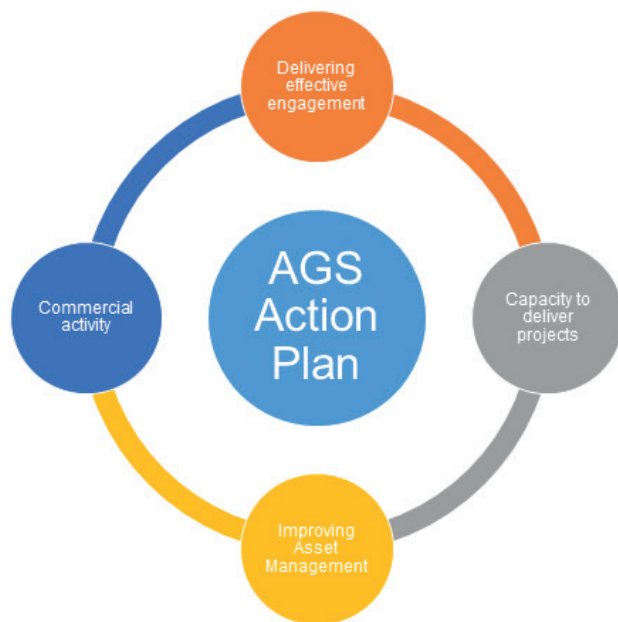 Delivering
effective
engagement
AGS
Action
Plan
Commercial
activity
Capacity to
deliver
projects
Improving
Asset
Management